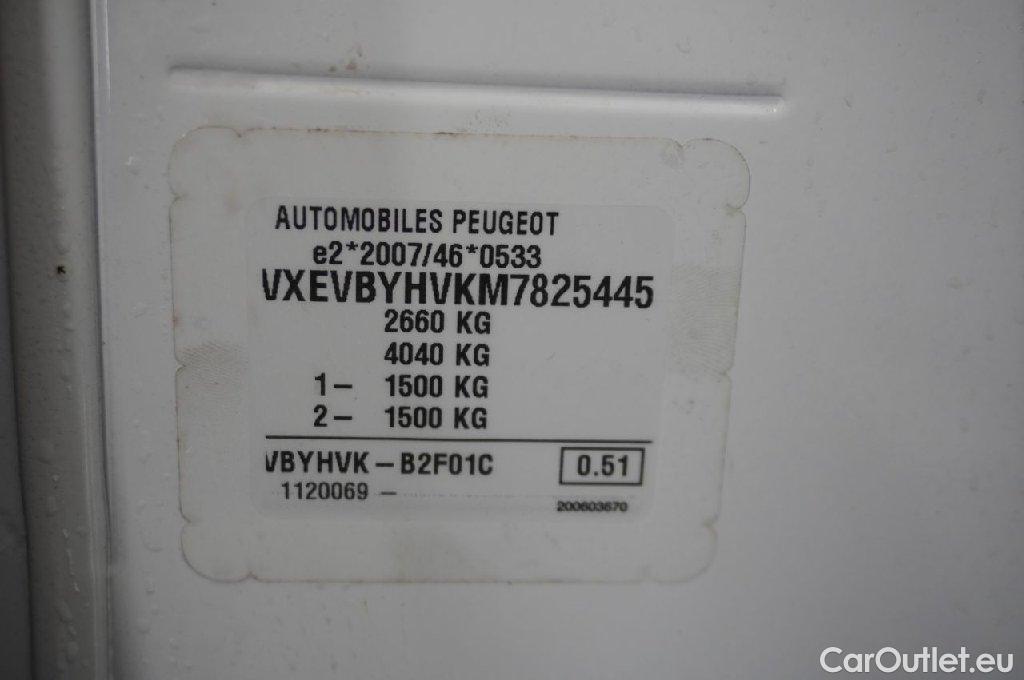 AUTOMOBILES PEUGEOT
e2*2007/46*0533
VXEVBYHVKM7825445
2660 KG
4040 KG
1– 1500 KG
2– 1500 KG
VBYHVK – B2F01C 0.51
1120069 –
200603670
CarOutlet.eu